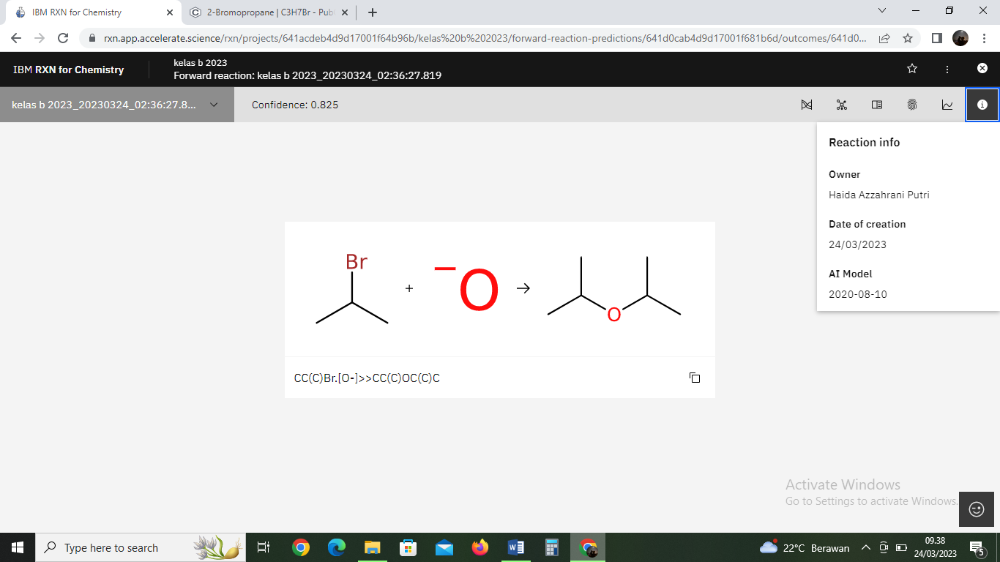 IBM RXN for Chemistry
2-Bromopropane | C3H7Br - Pub
rxn.app.accelerate.science/rxn/projects/641acdeb4d9d17001f64b96b/kelas%20b%202023/forward-reaction-predictions/641d0cab4d9d17001f681b6d/outcomes/641d0...
IBM RXN for Chemistry
kelas b 2023
Forward reaction: kelas b 2023_20230324_02:36:27.819
kelas b 2023_20230324_02:36:27.8...
Confidence: 0.825
Reaction info
Owner
Haida Azzahrani Putri
Date of creation
24/03/2023
AI Model
2020-08-10
Br
+
−O
→
O
CC(C)Br.[O-]>>CC(C)OC(C)C
Activate Windows
Go to Settings to activate Windows.
Type here to search
22°C Berawan
09.38
24/03/2023
5